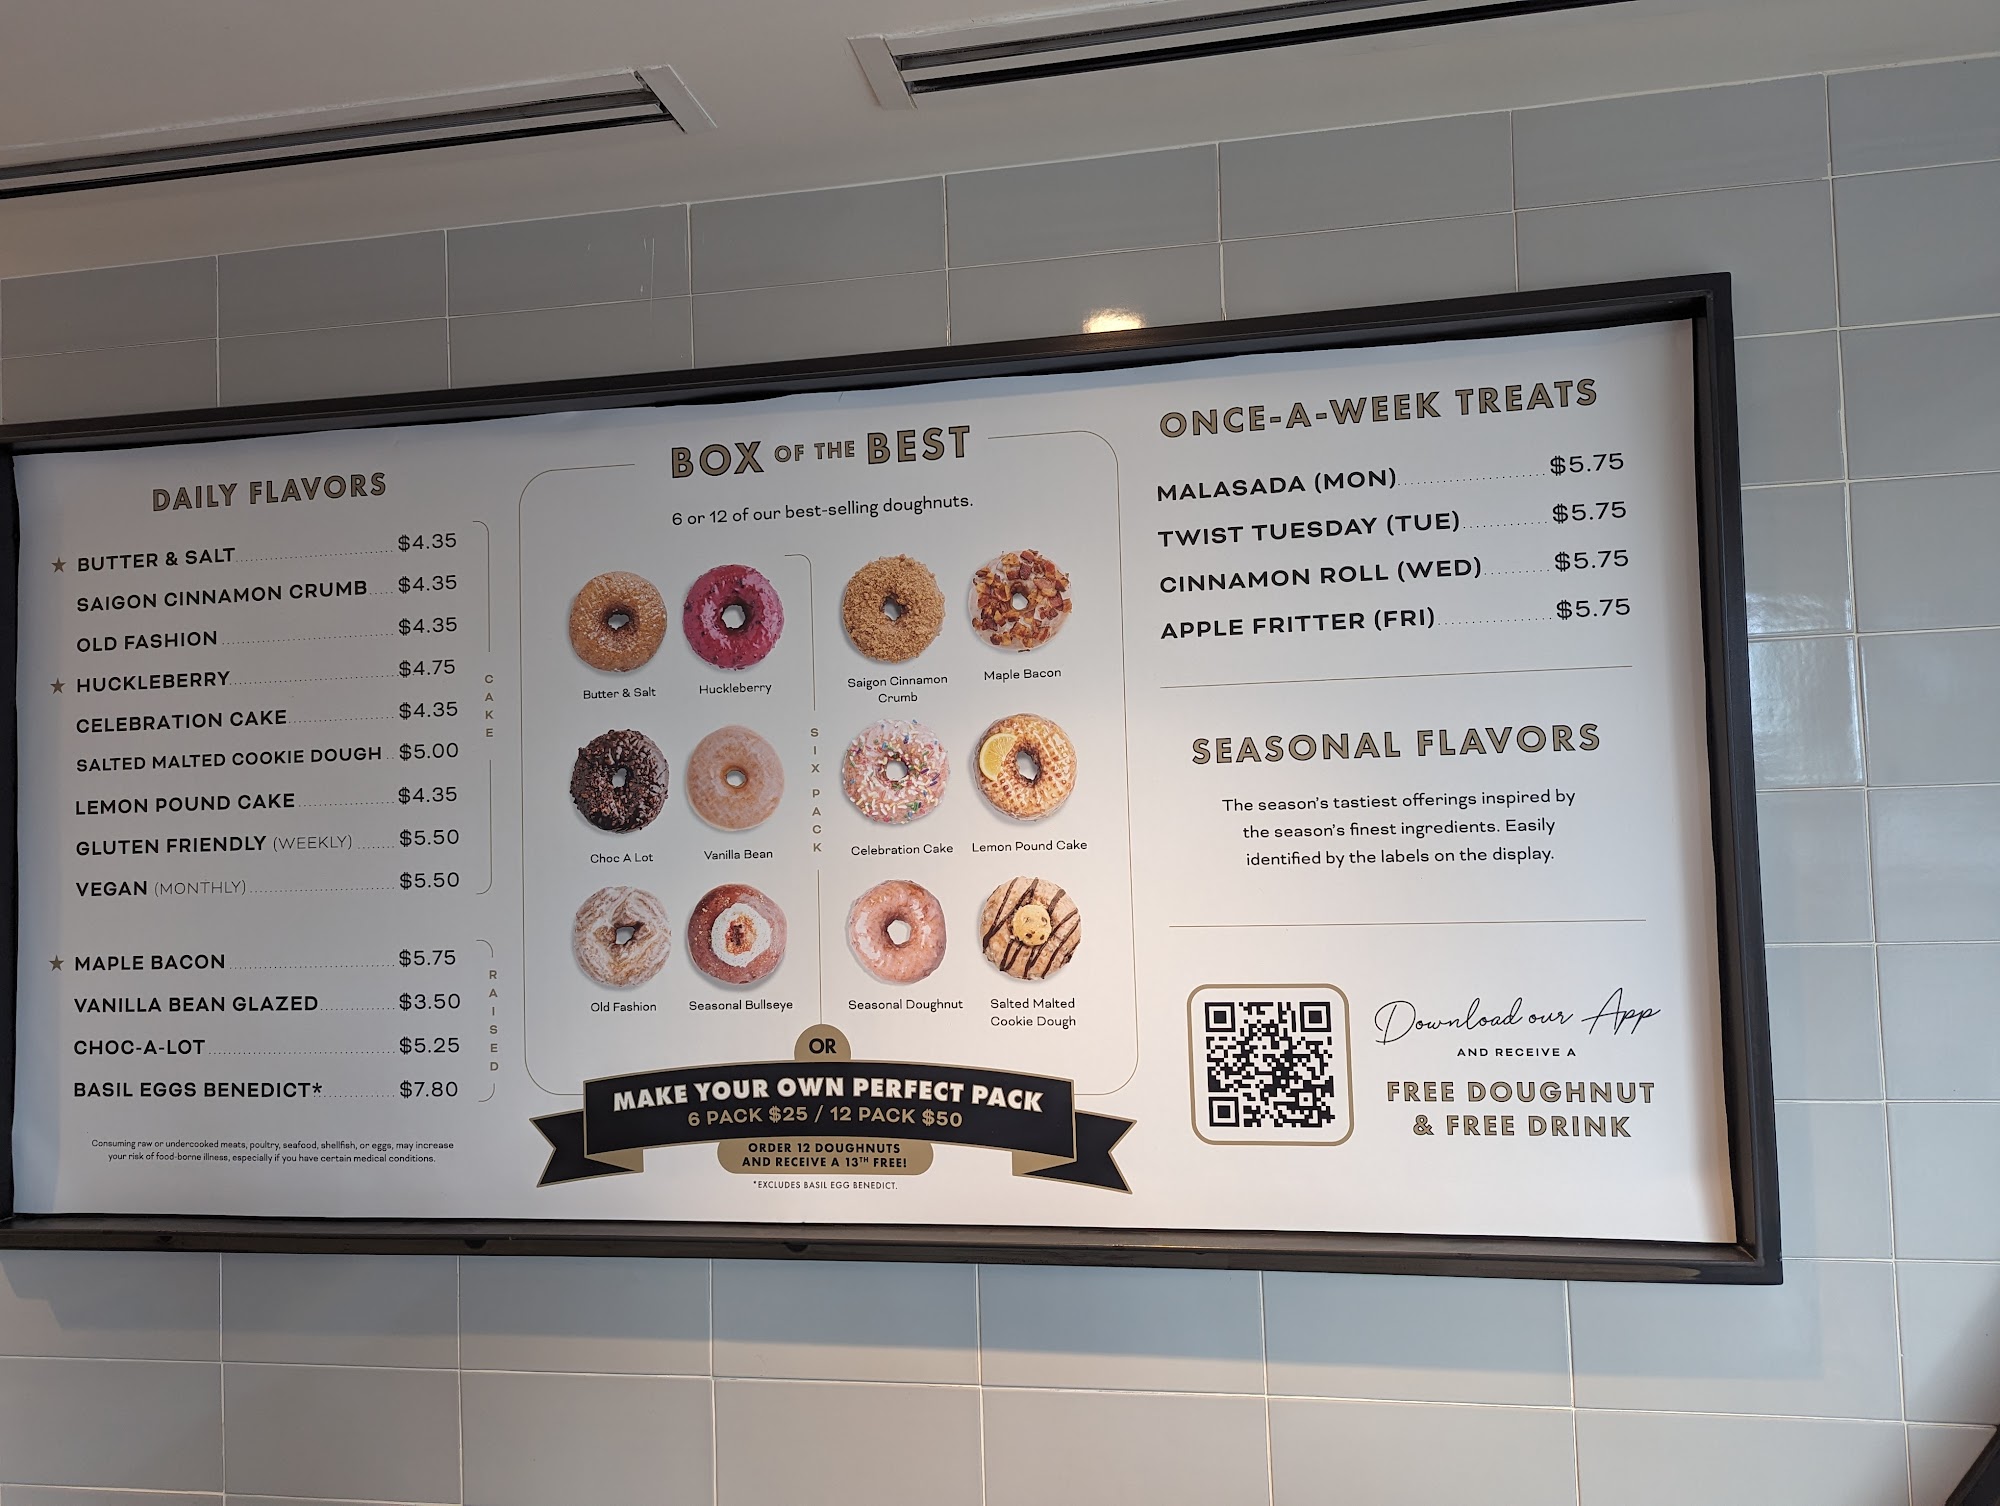 DAILY FLAVORS
★ BUTTER & SALT $4.35
SAIGON CINNAMON CRUMB $4.35
OLD FASHION $4.35
★ HUCKLEBERRY $4.75
CELEBRATION CAKE $4.35
SALTED MALTED COOKIE DOUGH $5.00
LEMON POUND CAKE $4.35
GLUTEN FRIENDLY (WEEKLY) $5.50
VEGAN (MONTHLY) $5.50
CAKE
★ MAPLE BACON $5.75
VANILLA BEAN GLAZED $3.50
CHOC-A-LOT $5.25
BASIL EGGS BENEDICT* $7.80
RAISED
Consuming raw or undercooked meats, poultry, seafood, shellfish, or eggs, may increase
your risk of food-borne illness, especially if you have certain medical conditions.
BOX OF THE BEST
6 or 12 of our best-selling doughnuts.
Butter & Salt
Huckleberry
Saigon Cinnamon
Crumb
Maple Bacon
SIX PACK
Choc A Lot
Vanilla Bean
Celebration Cake
Lemon Pound Cake
Old Fashion
Seasonal Bullseye
Seasonal Doughnut
Salted Malted
Cookie Dough
OR
MAKE YOUR OWN PERFECT PACK
6 PACK $25 / 12 PACK $50
ORDER 12 DOUGHNUTS
AND RECEIVE A 13TH FREE!
*EXCLUDES BASIL EGG BENEDICT.
ONCE-A-WEEK TREATS
MALASADA (MON) $5.75
TWIST TUESDAY (TUE) $5.75
CINNAMON ROLL (WED) $5.75
APPLE FRITTER (FRI) $5.75
SEASONAL FLAVORS
The season's tastiest offerings inspired by
the season's finest ingredients. Easily
identified by the labels on the display.
Download our App
AND RECEIVE A
FREE DOUGHNUT
& FREE DRINK